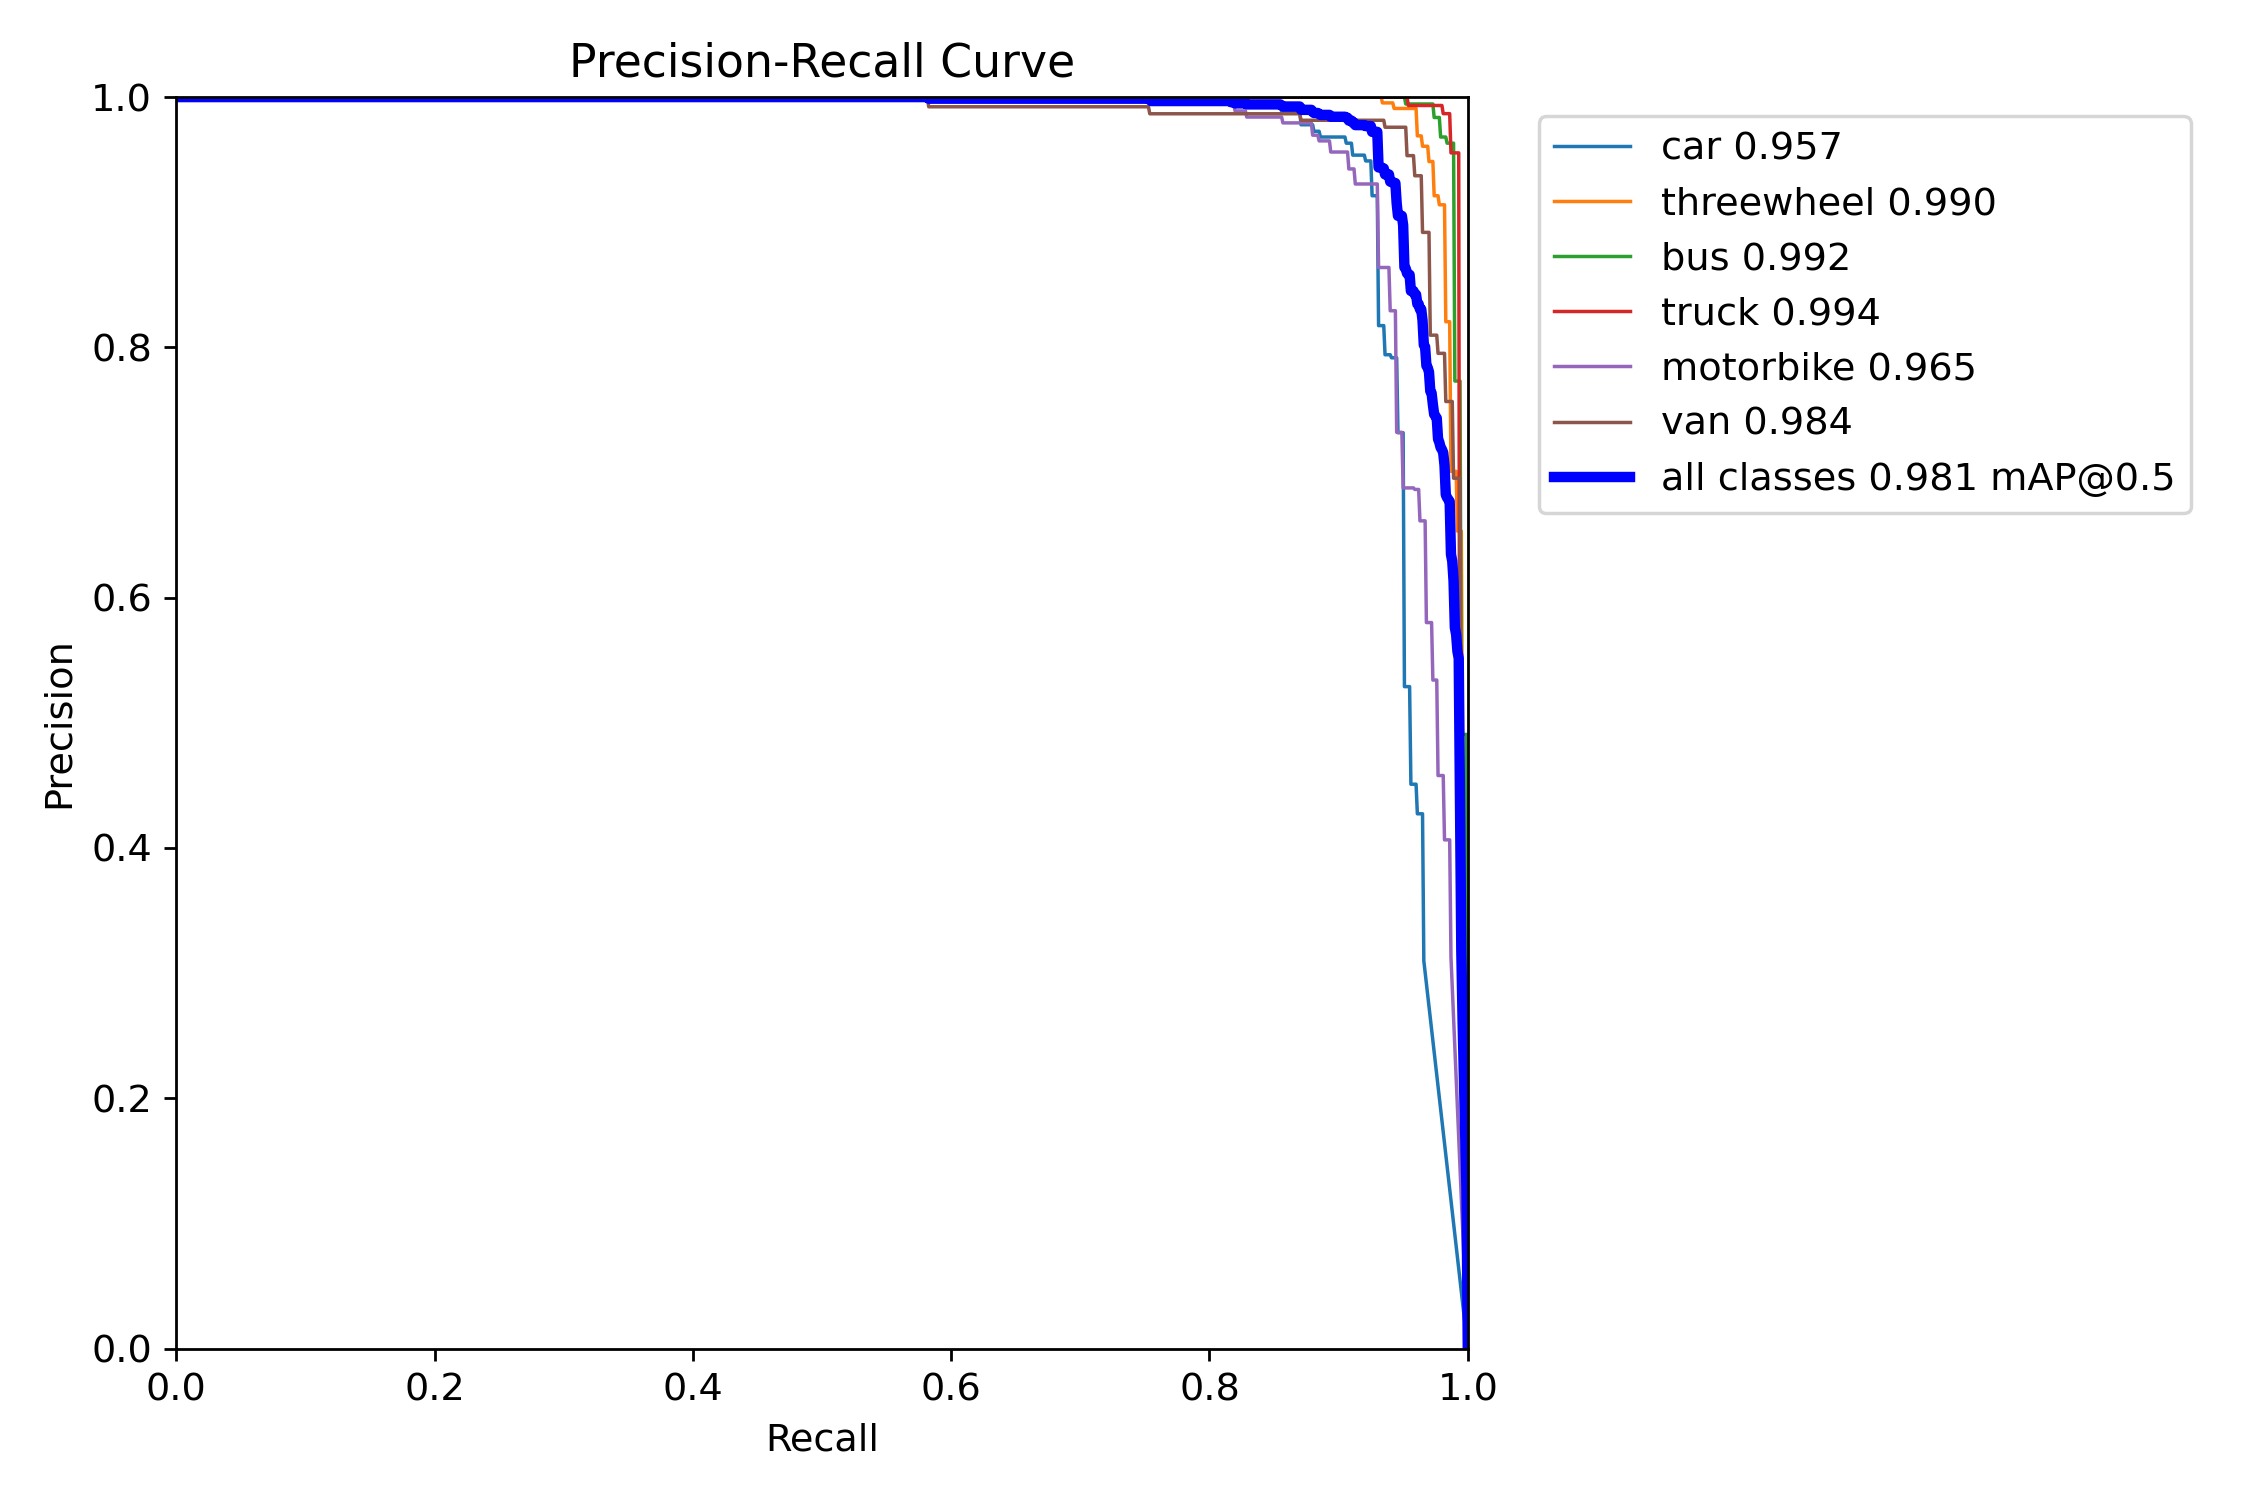 Precision-Recall Curve
1.0
0.8
0.6
0.4
0.2
0.0
Precision
0.0 0.2 0.4 0.6 0.8 1.0
Recall
car 0.957
threewheel 0.990
bus 0.992
truck 0.994
motorbike 0.965
van 0.984
all classes 0.981 mAP@0.5